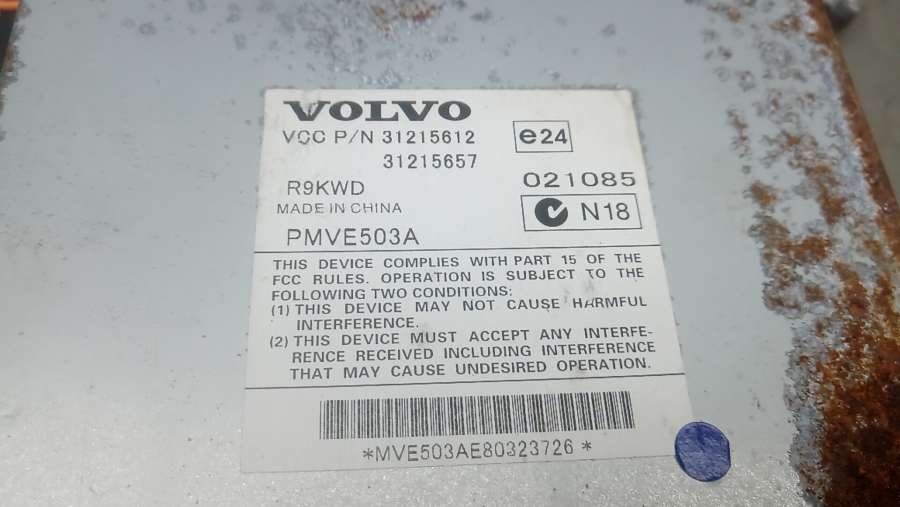 VOLVO
VCC P/N 31215612
31215657
e24
R9KWD
021085
MADE IN CHINA
N18
PMVE503A
THIS DEVICE COMPLIES WITH PART 15 OF THE
FCC RULES. OPERATION IS SUBJECT TO THE
FOLLOWING TWO CONDITIONS:
(1) THIS DEVICE MAY NOT CAUSE HARMFUL
INTERFERENCE.
(2) THIS DEVICE MUST ACCEPT ANY INTERFE-
RENCE RECEIVED INCLUDING INTERFERENCE
THAT MAY CAUSE UNDESIRED OPERATION.
*MVE503AE80323726*